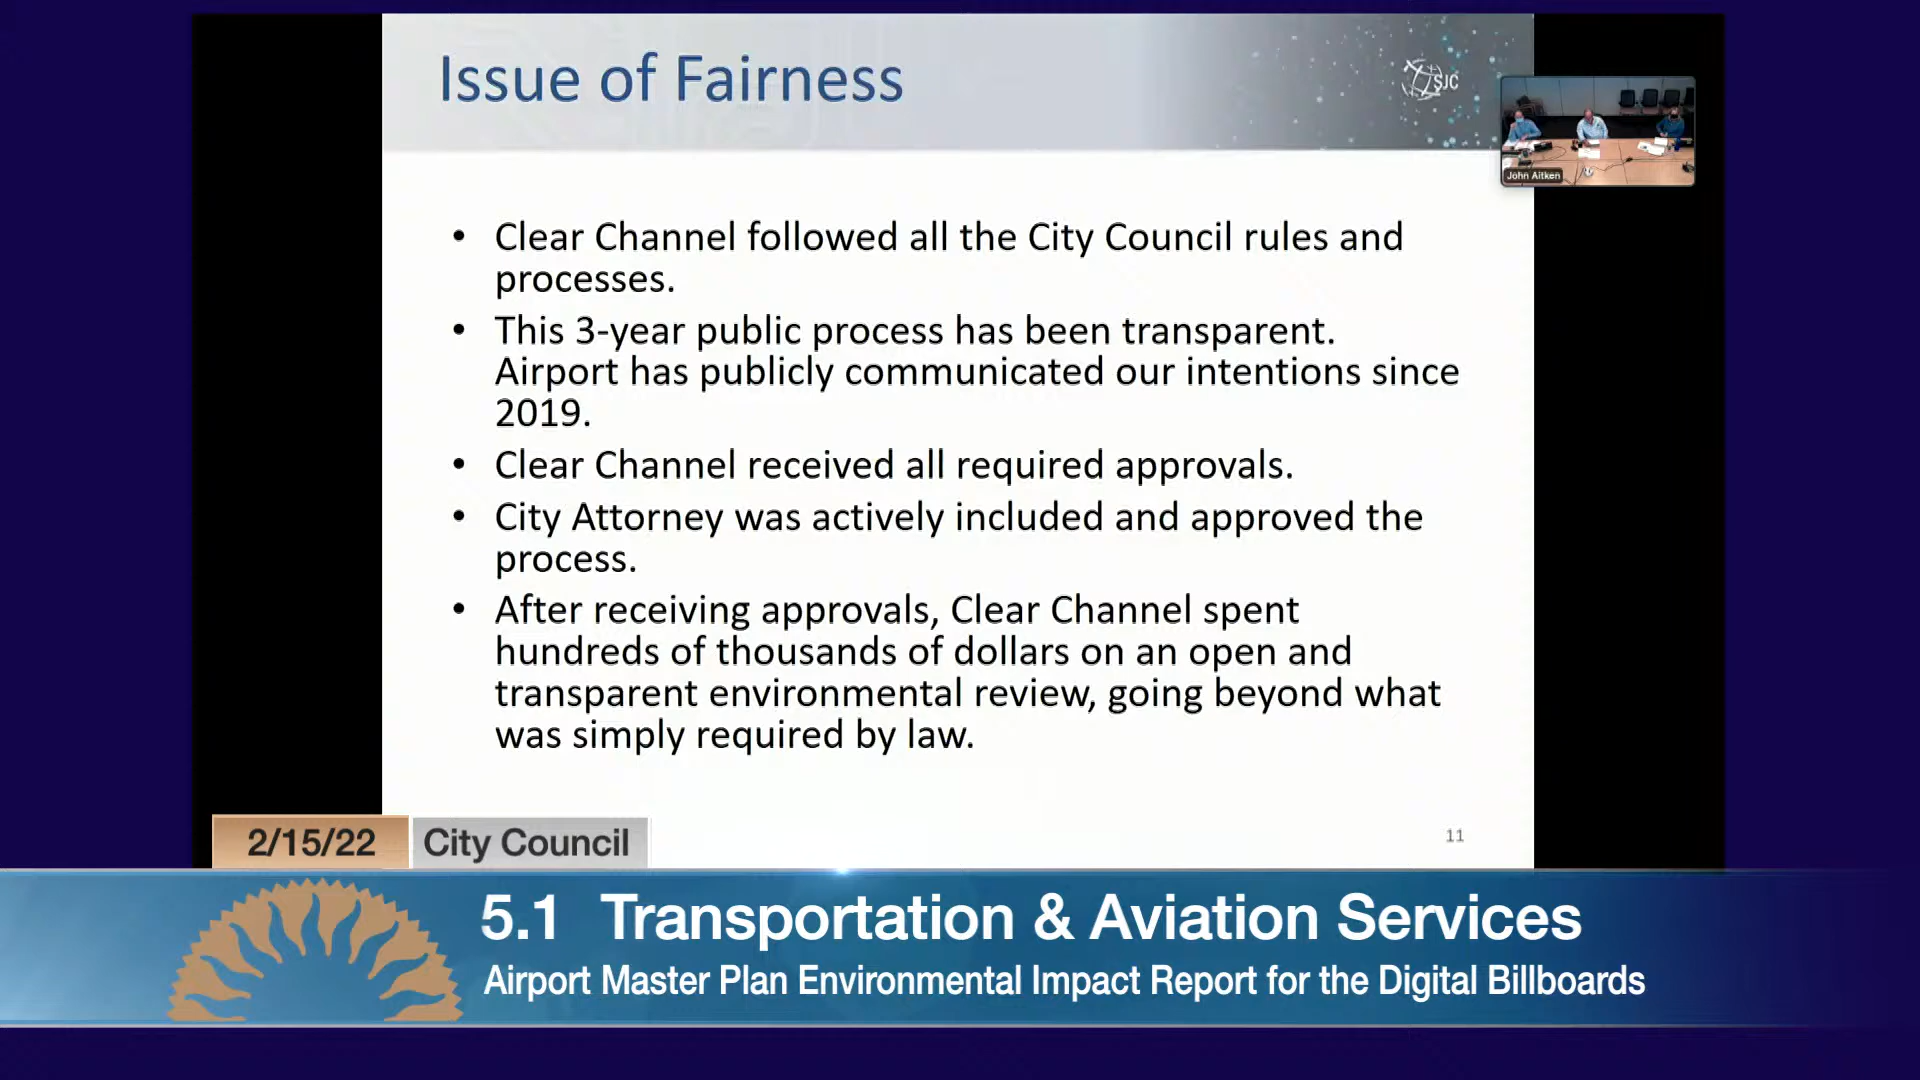 Issue of Fairness
SJC
John Aitken
• Clear Channel followed all the City Council rules and
processes.
• This 3-year public process has been transparent.
Airport has publicly communicated our intentions since
2019.
• Clear Channel received all required approvals.
• City Attorney was actively included and approved the
process.
• After receiving approvals, Clear Channel spent
hundreds of thousands of dollars on an open and
transparent environmental review, going beyond what
was simply required by law.
11
2/15/22 City Council
5.1 Transportation & Aviation Services
Airport Master Plan Environmental Impact Report for the Digital Billboards